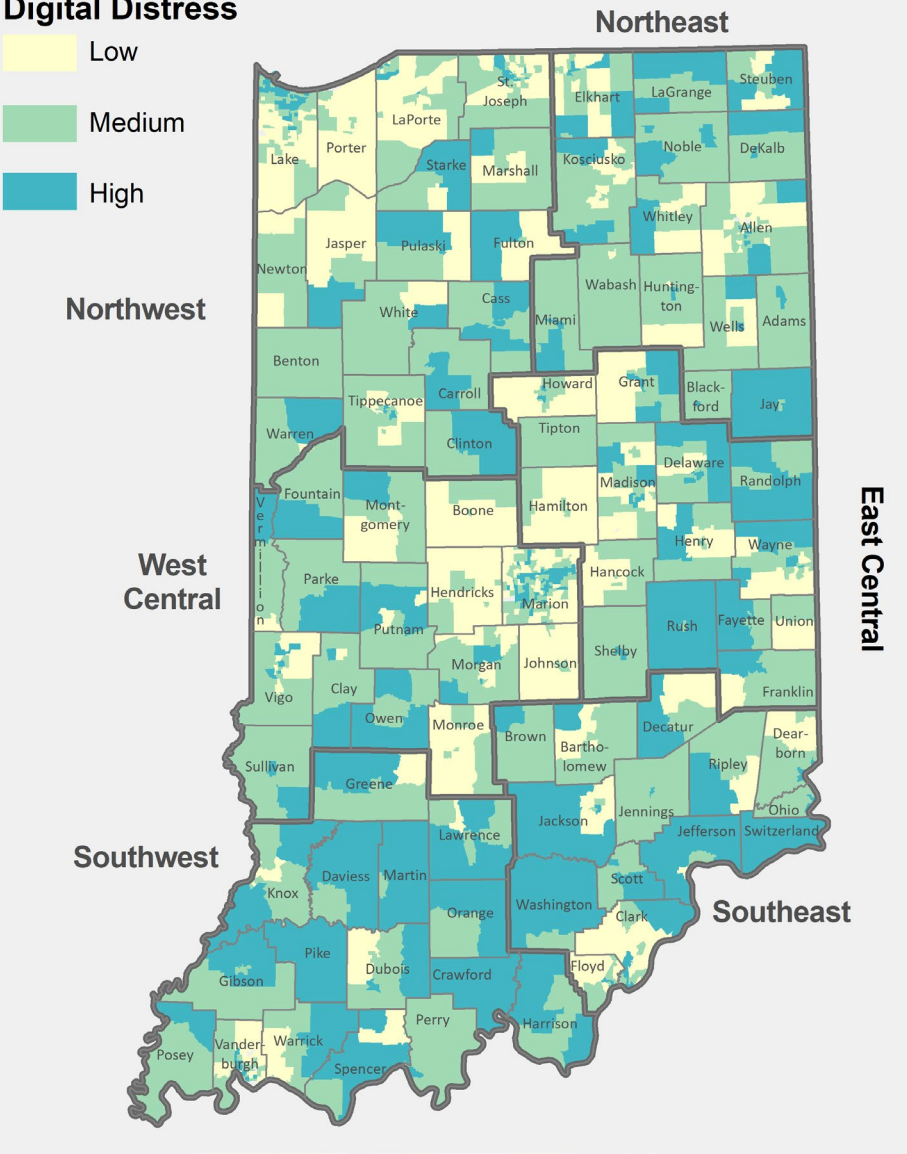 Digital Distress
Low
Medium
High
Northeast
Northwest
West
Central
East Central
Southwest
Southeast
Lake
Porter
LaPorte
St.
Joseph
Elkhart
LaGrange
Steuben
Starke
Marshall
Kosciusko
Noble
DeKalb
Newton
Jasper
Pulaski
Fulton
Whitley
Allen
White
Cass
Miami
Wabash
Hunting-
ton
Wells
Adams
Benton
Carroll
Howard
Grant
Black-
ford
Jay
Warren
Tippecanoe
Clinton
Tipton
Madison
Delaware
Randolph
Fountain
Mont-
gomery
Boone
Hamilton
Henry
Wayne
Vermillion
Parke
Putnam
Hendricks
Marion
Hancock
Shelby
Rush
Fayette
Union
Vigo
Clay
Owen
Morgan
Johnson
Franklin
Monroe
Brown
Bartho-
lomew
Decatur
Dear-
born
Sullivan
Greene
Ripley
Ohio
Jackson
Jennings
Jefferson
Switzerland
Lawrence
Knox
Daviess
Martin
Scott
Orange
Washington
Clark
Gibson
Pike
Dubois
Crawford
Floyd
Harrison
Perry
Posey
Vander-
burgh
Warrick
Spencer